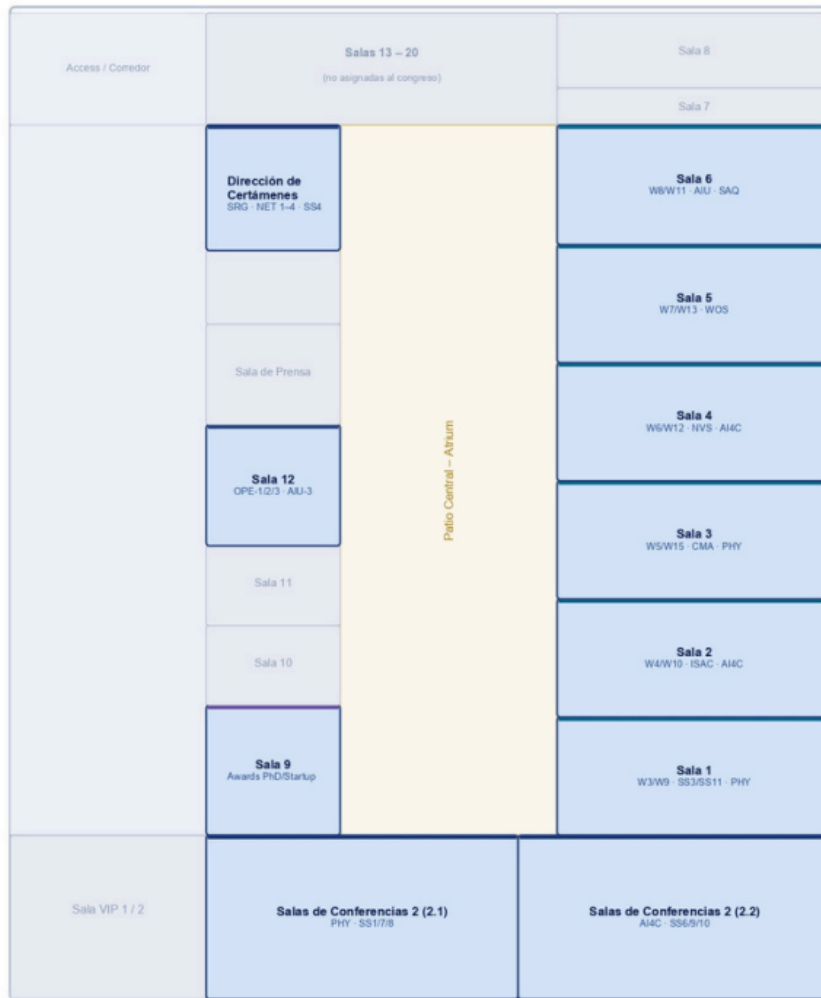 Access / Corredor
Salas 13 – 20
(no asignadas al congreso)
Sala 8
Sala 7
Dirección de
Certámenes
SRG · NET 1–4 · SS4
Sala 6
W8/W11 · AIU · SAQ
Sala 5
W7/W13 · WOS
Sala de Prensa
Sala 4
W6/W12 · NVS · AI4C
Sala 12
OPE-1/2/3 · AIU-3
Patio Central – Atrium
Sala 3
W5/W15 · CMA · PHY
Sala 11
Sala 10
Sala 2
W4/W10 · ISAC · AI4C
Sala 9
Awards PhD/Startup
Sala 1
W3/W9 · SS3/SS11 · PHY
Sala VIP 1 / 2
Salas de Conferencias 2 (2.1)
PHY · SS1/7/8
Salas de Conferencias 2 (2.2)
AI4C · SS6/9/10